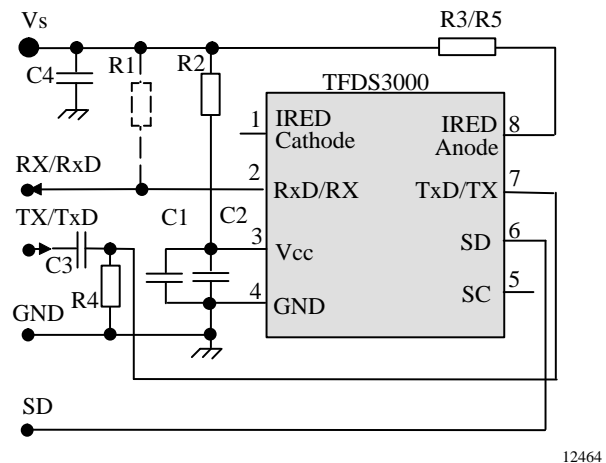 Vs
R3/R5
C4
R1
R2
TFDS3000
1
IRED
Cathode
IRED
Anode
8
RX/RxD
2
RxD/RX
TxD/TX
7
TX/TxD
C1
C2
3
Vcc
SD
6
C3
R4
4
GND
SC
5
GND
SD
12464